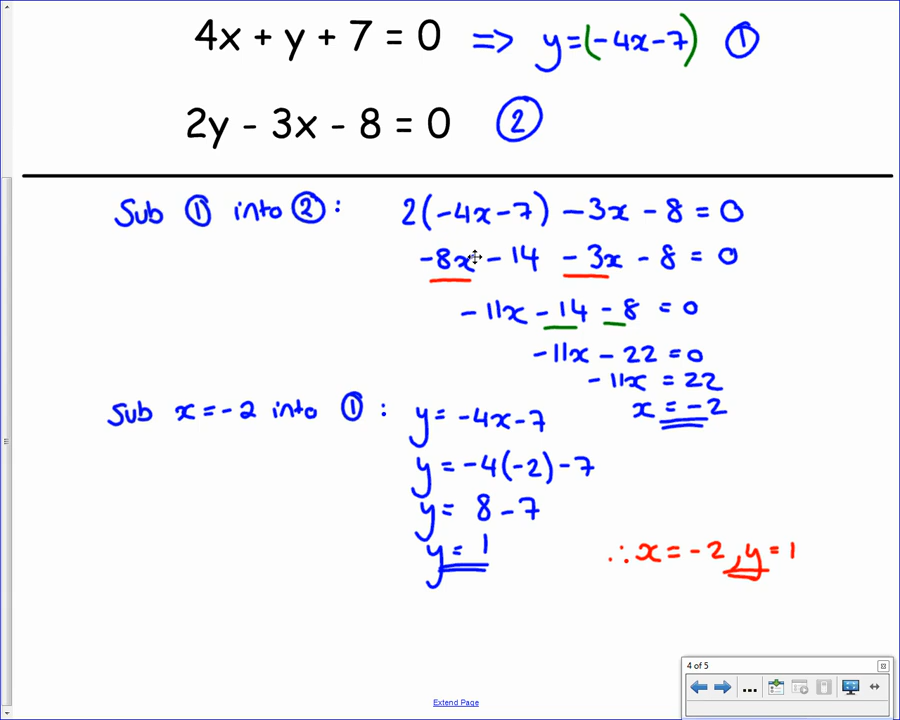 4x + y + 7 = 0 => y = (-4x - 7) ①
2y - 3x - 8 = 0 ②
Sub ① into ② : 2(-4x - 7) - 3x - 8 = 0
-8x - 14 - 3x - 8 = 0
-11x - 14 - 8 = 0
-11x - 22 = 0
-11x = 22
x = -2
Sub x = -2 into ① : y = -4x - 7
y = -4(-2) - 7
y = 8 - 7
y = 1
∴ x = -2, y = 1
4 of 5
...
Extend Page